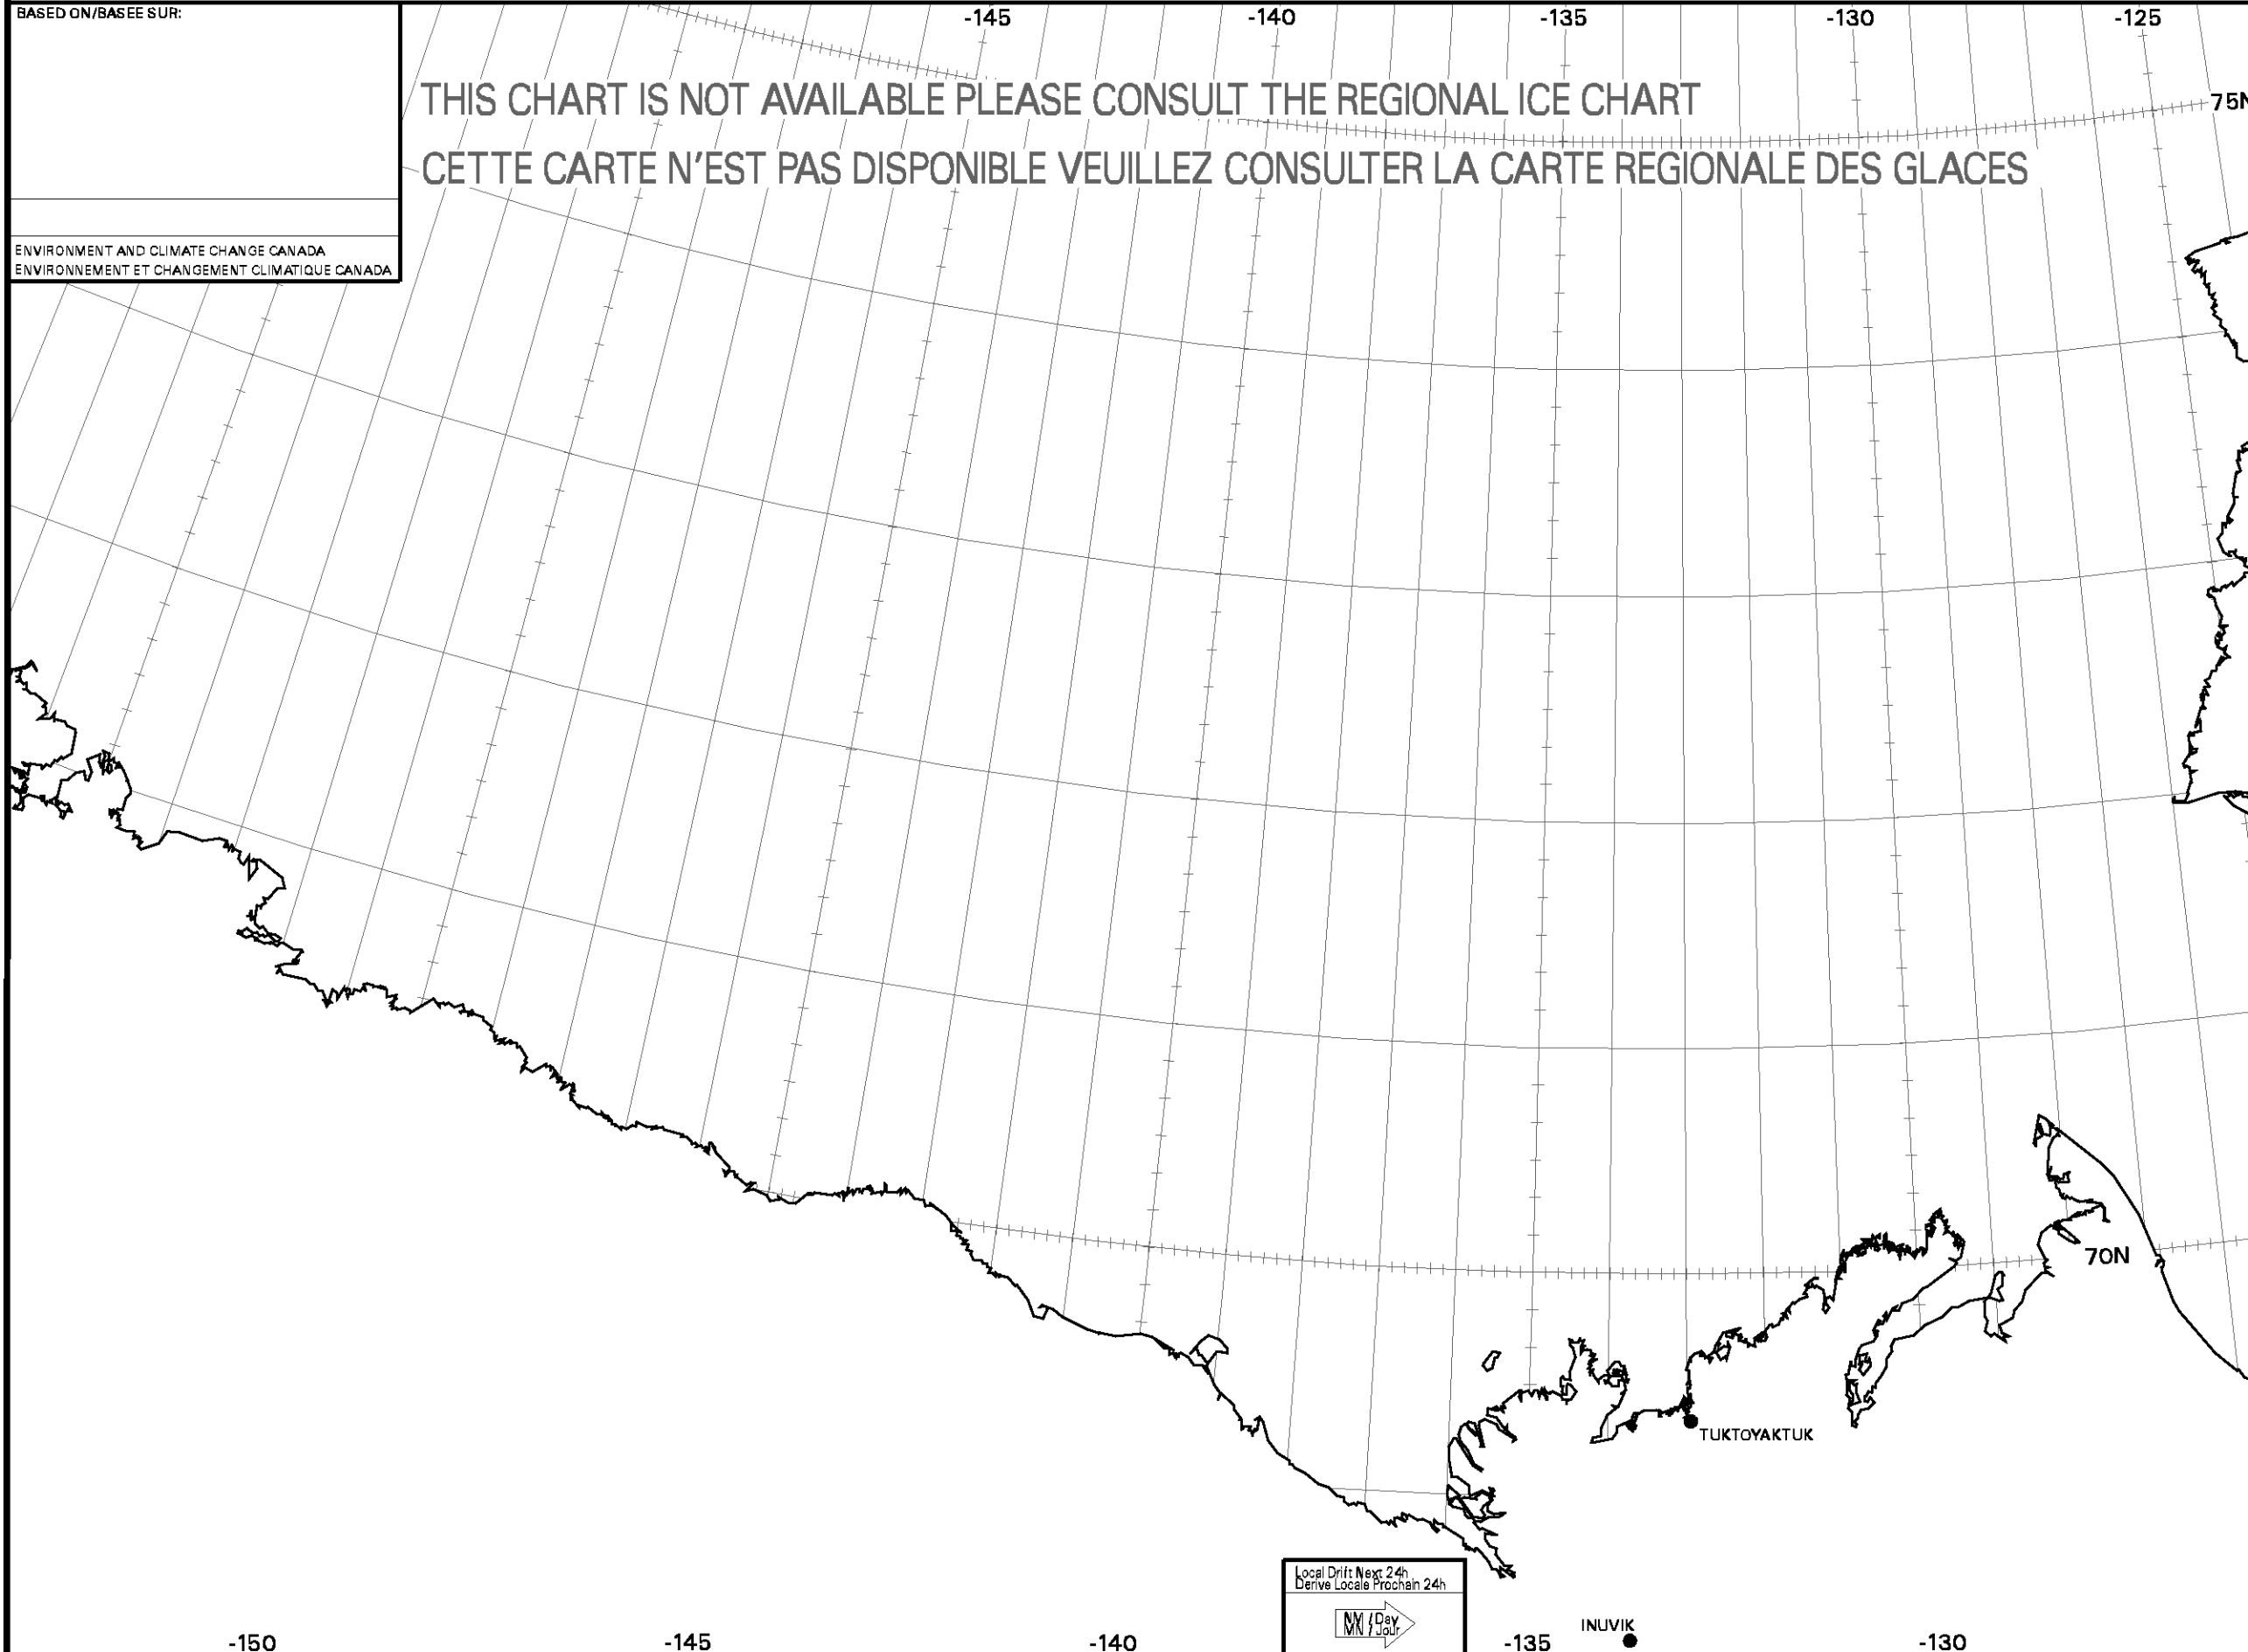 BASED ON/BASEE SUR:
-145 -140 -135 -130 -125
THIS CHART IS NOT AVAILABLE PLEASE CONSULT THE REGIONAL ICE CHART
75N
CETTE CARTE N'EST PAS DISPONIBLE VEUILLEZ CONSULTER LA CARTE REGIONALE DES GLACES
ENVIRONMENT AND CLIMATE CHANGE CANADA
ENVIRONNEMENT ET CHANGEMENT CLIMATIQUE CANADA
70N
TUKTOYAKTUK
Local Drift Next 24h
Derive Locale Prochain 24h
NM / Day
MN / Jour
INUVIK
-150 -145 -140 -135 -130